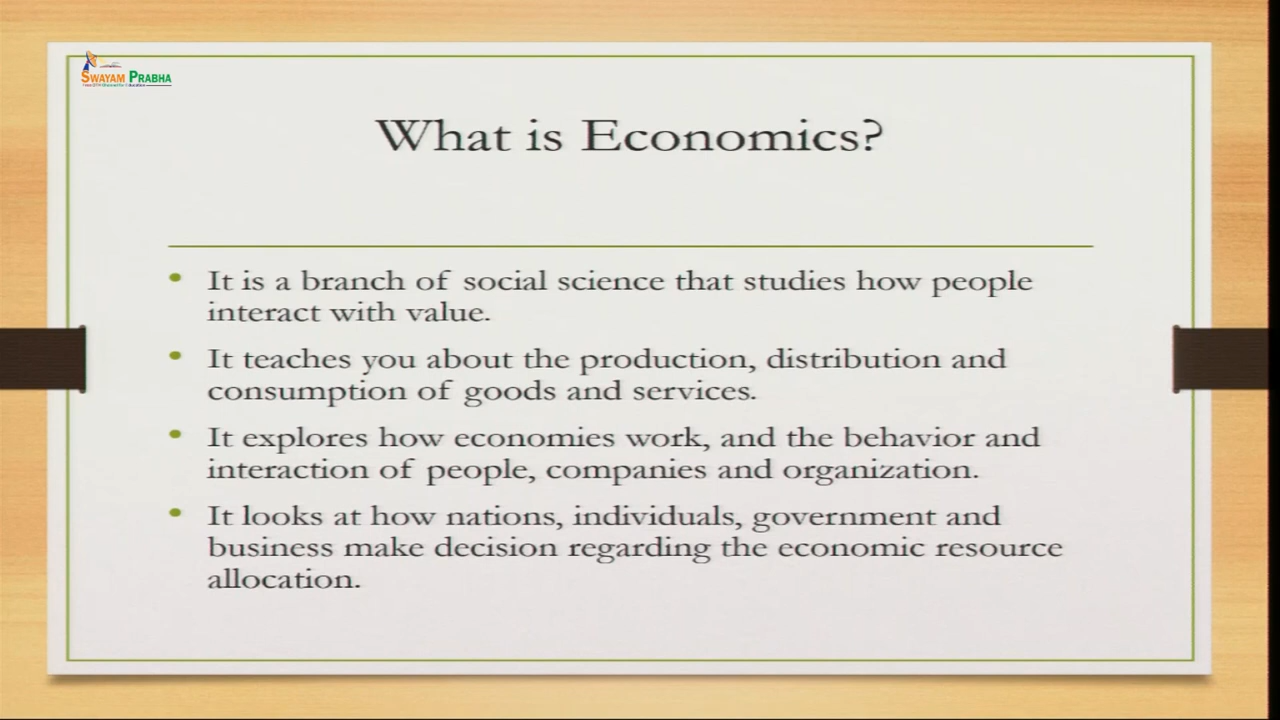 SWAYAM PRABHA
What is Economics?
• It is a branch of social science that studies how people
interact with value.
• It teaches you about the production, distribution and
consumption of goods and services.
• It explores how economies work, and the behavior and
interaction of people, companies and organization.
• It looks at how nations, individuals, government and
business make decision regarding the economic resource
allocation.